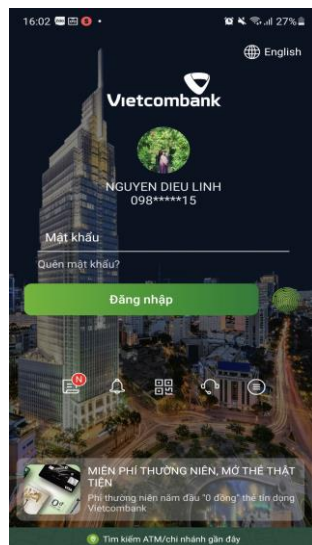 16:02
27%
English
Vietcombank
NGUYEN DIEU LINH
098*****15
Mật khẩu
Quên mật khẩu?
Đăng nhập
N
MIỄN PHÍ THƯỜNG NIÊN, MỞ THẺ THẬT
TIỆN
Phí thường niên năm đầu "0 đồng" thẻ tín dụng
Vietcombank
Tìm kiếm ATM/chi nhánh gần đây